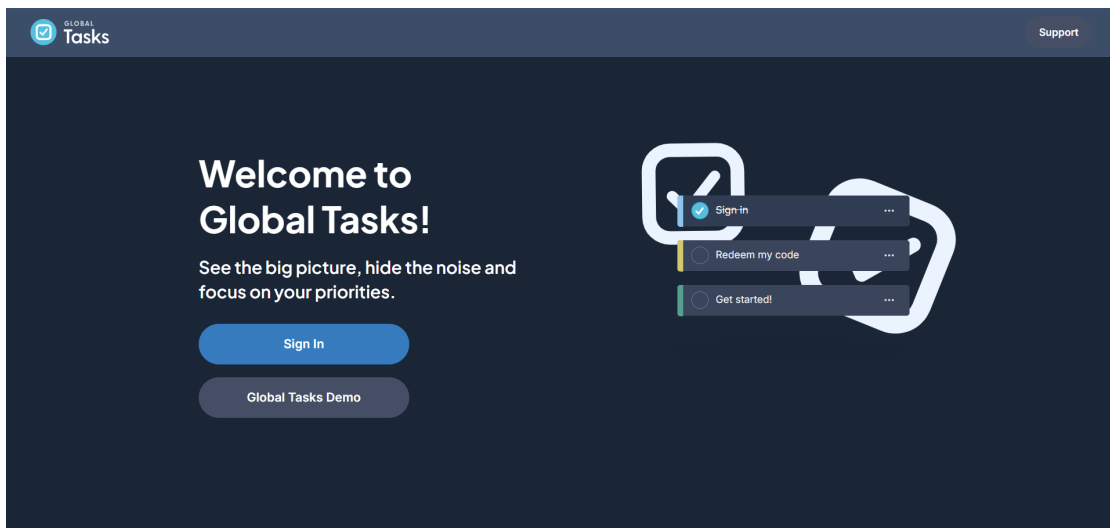 GLOBAL
Tasks
Support
Welcome to
Global Tasks!
See the big picture, hide the noise and
focus on your priorities.
Sign In
Global Tasks Demo
Sign in
Redeem my code
Get started!